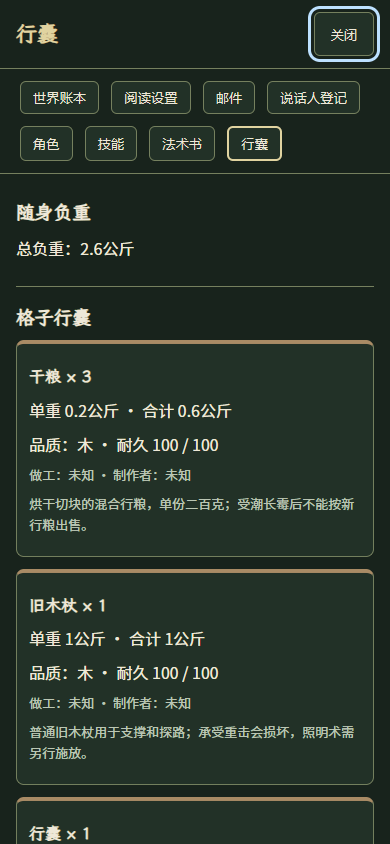 行囊
关闭
世界账本 阅读设置 邮件 说话人登记
角色 技能 法术书 行囊
随身负重
总负重：2.6公斤
格子行囊
干粮 × 3
单重 0.2公斤 · 合计 0.6公斤
品质：木 · 耐久 100 / 100
做工：未知 · 制作者：未知
烘干切块的混合行粮，单份二百克；受潮长霉后不能按新
行粮出售。
旧木杖 × 1
单重 1公斤 · 合计 1公斤
品质：木 · 耐久 100 / 100
做工：未知 · 制作者：未知
普通旧木杖用于支撑和探路；承受重击会损坏，照明术需
另行施放。
行囊 × 1